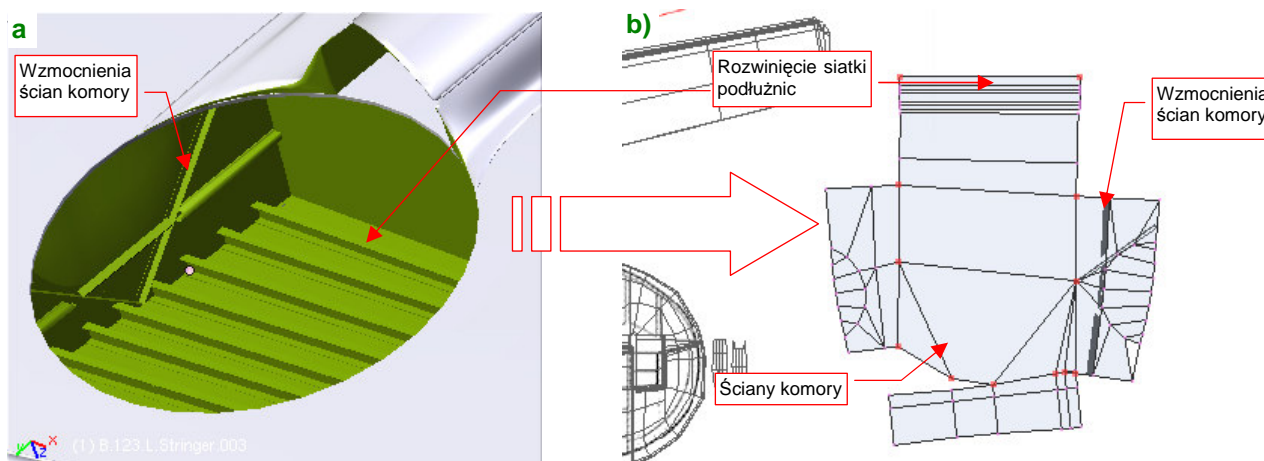 a
Wzmocnienia
ścian komory
(1) B.123.L.Stringer.003
x
y
z
b)
Rozwinięcie siatki
podłużnic
Wzmocnienia
ścian komory
Ściany komory